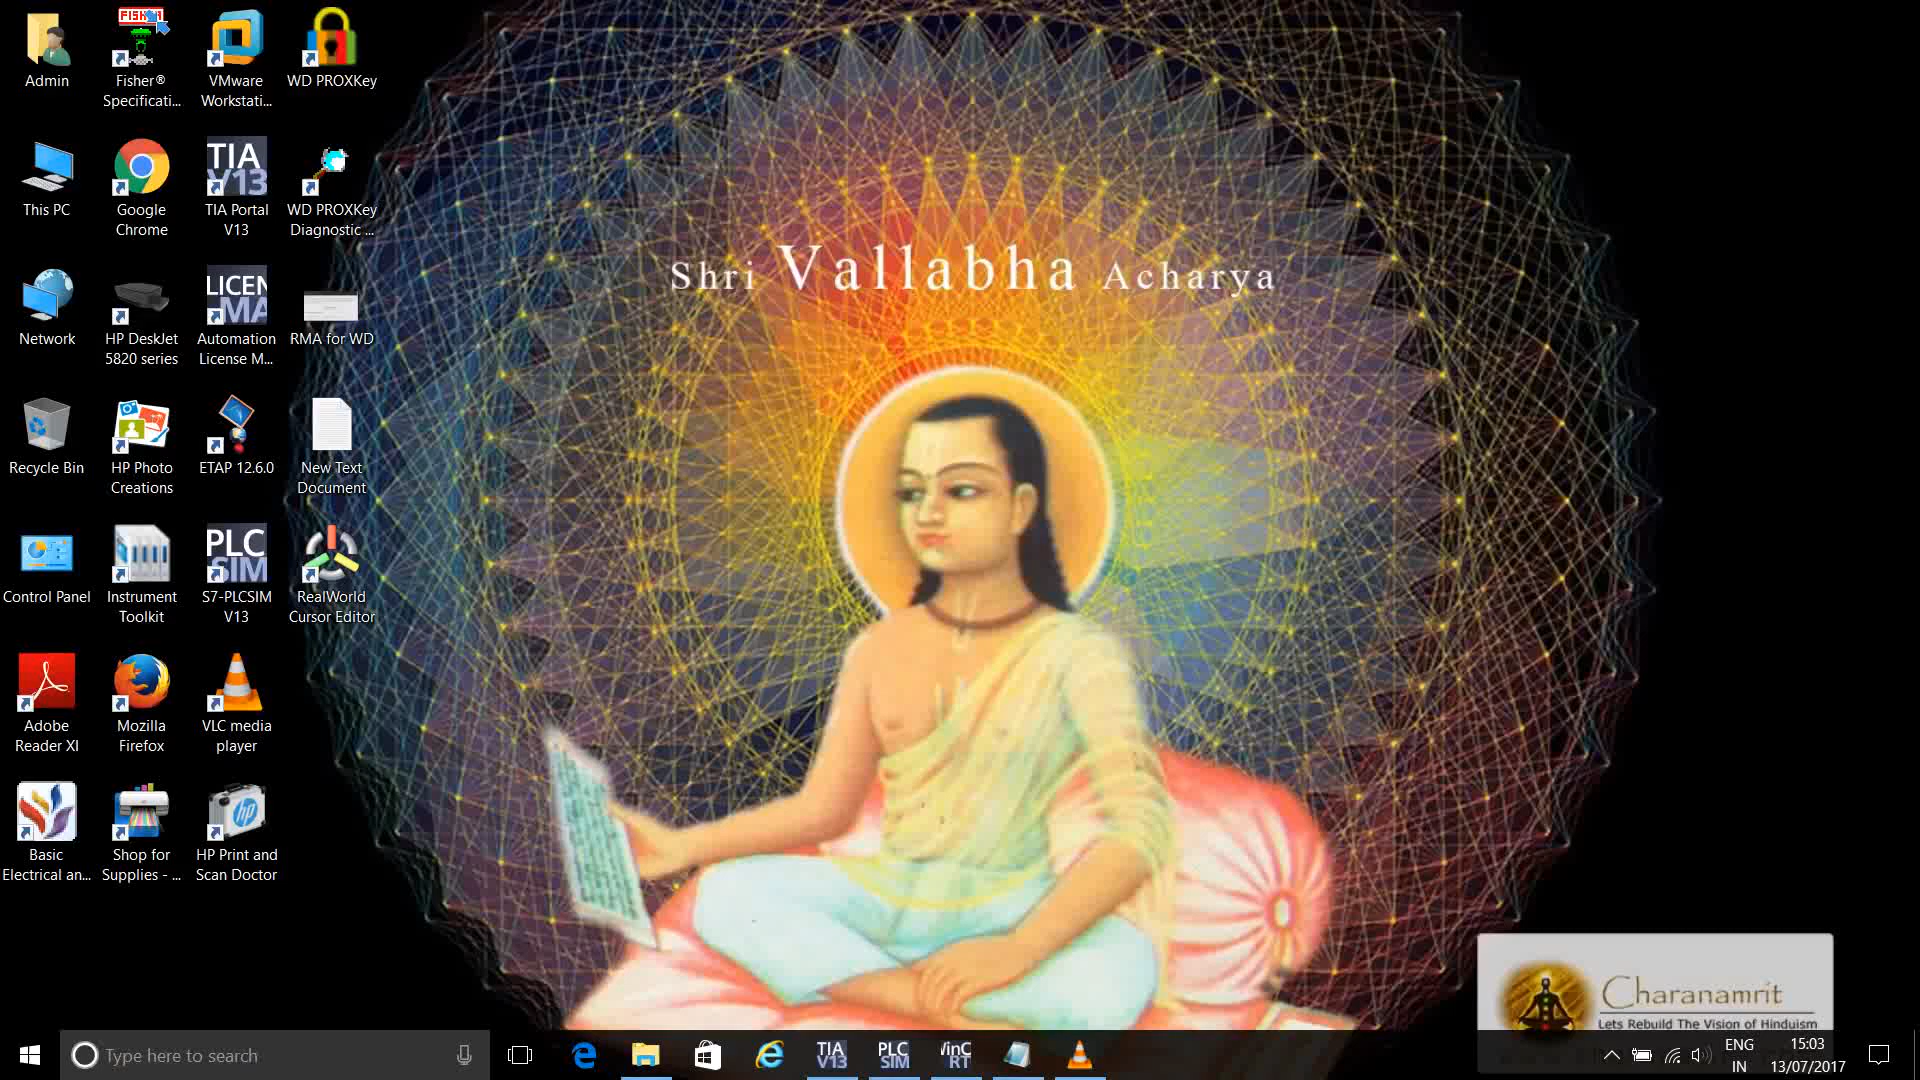 Admin
Fisher®
Specificati...
VMware
Workstati...
WD PROXKey
This PC
Google
Chrome
TIA
V13
TIA Portal
V13
WD PROXKey
Diagnostic ...
Shri Vallabha Acharya
Network
HP DeskJet
5820 series
LICEN
MA
Automation
License M...
RMA for WD
Recycle Bin
HP Photo
Creations
ETAP 12.6.0
New Text
Document
Control Panel
Instrument
Toolkit
PLC
SIM
S7-PLCSIM
V13
RealWorld
Cursor Editor
Adobe
Reader XI
Mozilla
Firefox
VLC media
player
Basic
Electrical an...
Shop for
Supplies - ...
hp
HP Print and
Scan Doctor
Charanamrit
Lets Rebuild The Vision of Hinduism
Type here to search
TIA
V13
PLC
SIM
VinC
RT
ENG
IN
15:03
13/07/2017